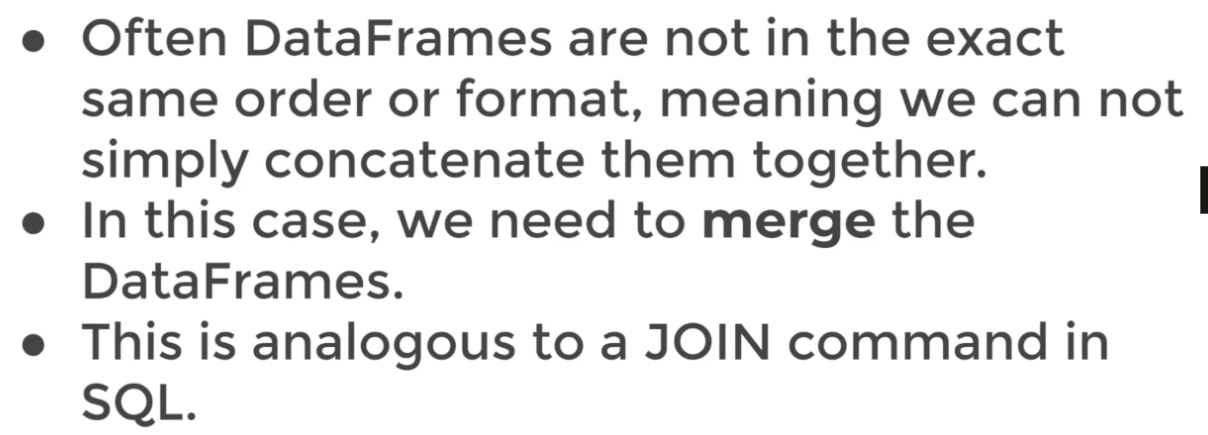 • Often DataFrames are not in the exact
same order or format, meaning we can not
simply concatenate them together.
• In this case, we need to merge the
DataFrames.
• This is analogous to a JOIN command in
SQL.